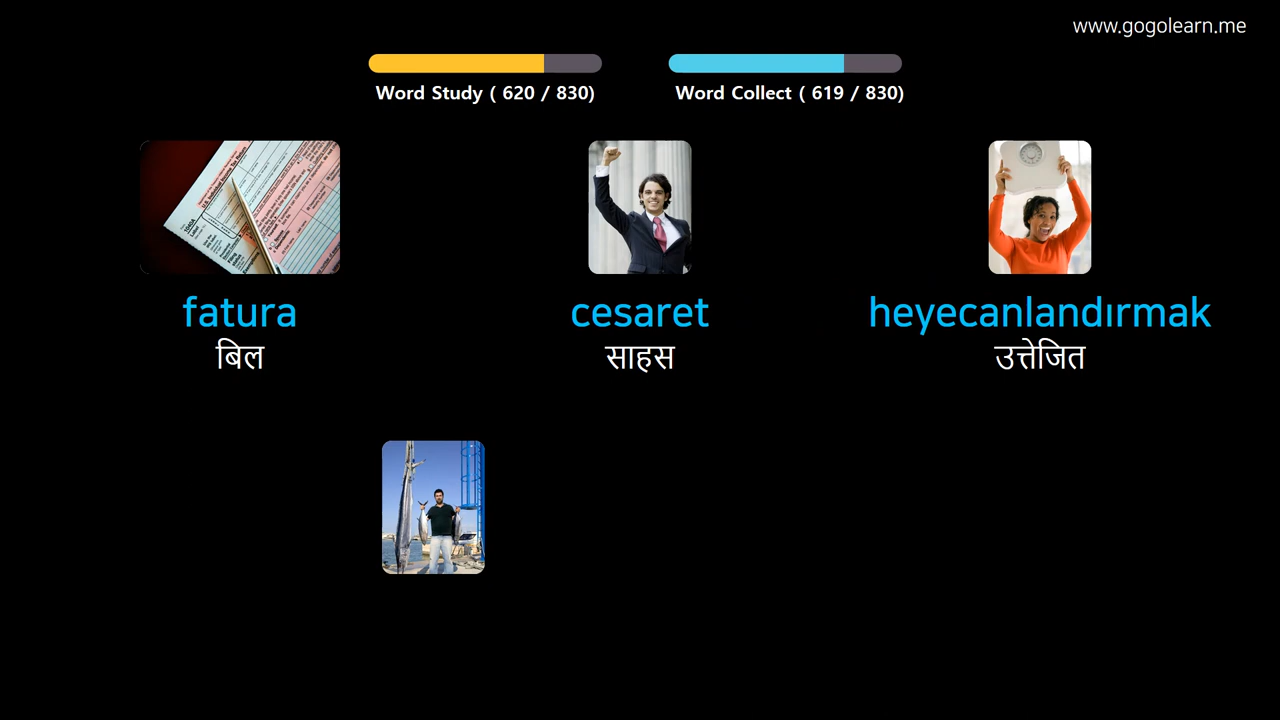 www.gogolearn.me
Word Study ( 620 / 830)
Word Collect ( 619 / 830)
fatura
cesaret
heyecanlandırmak
बिल
साहस
उत्तेजित